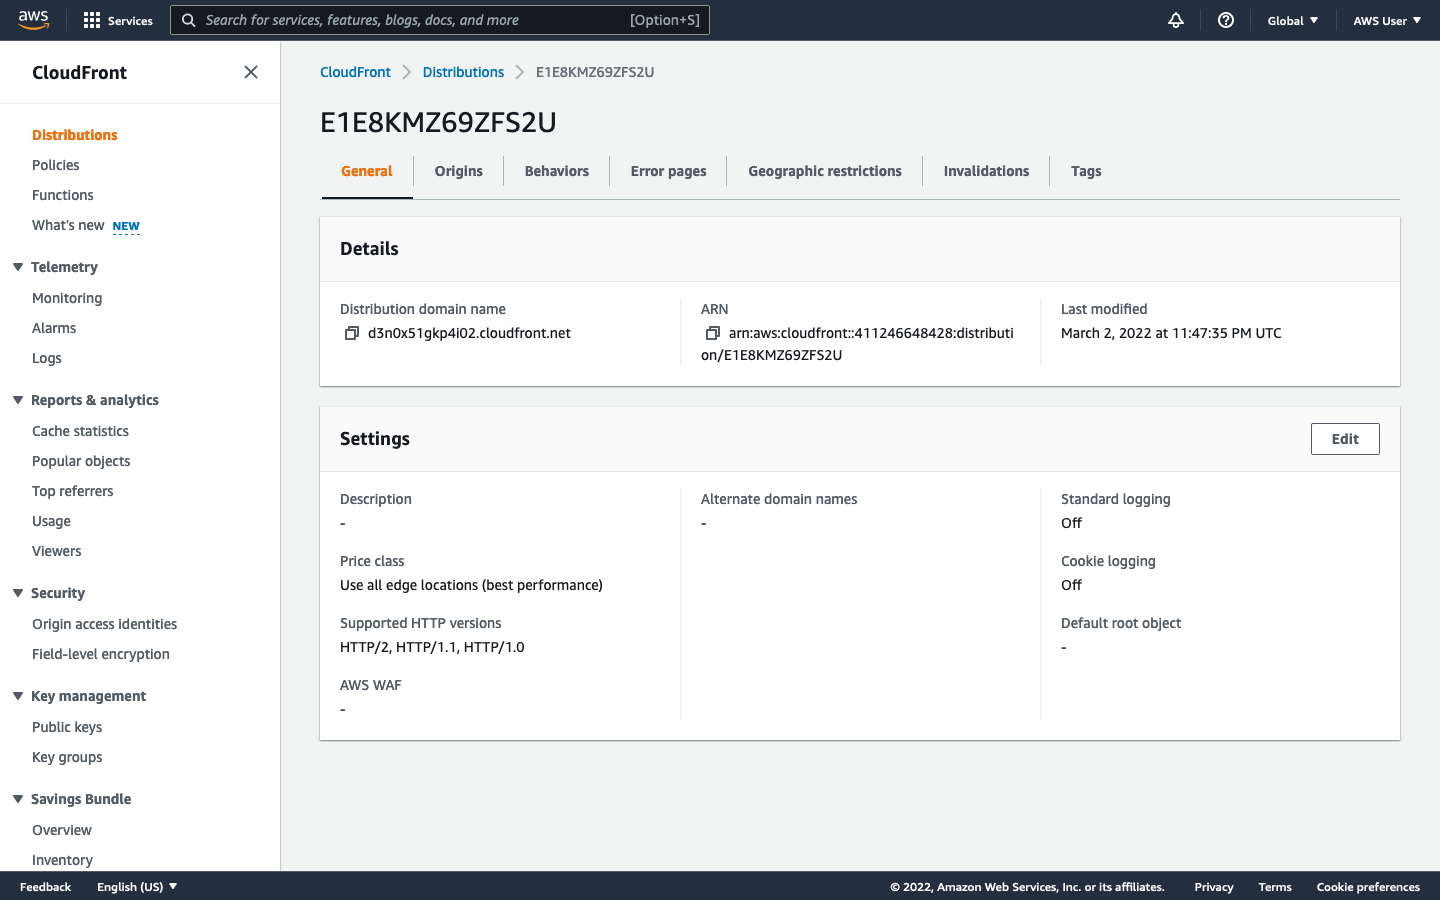 aws
Services
Search for services, features, blogs, docs, and more
[Option+S]
Global
AWS User
CloudFront
Distributions
Policies
Functions
What's new NEW
Telemetry
Monitoring
Alarms
Logs
Reports & analytics
Cache statistics
Popular objects
Top referrers
Usage
Viewers
Security
Origin access identities
Field-level encryption
Key management
Public keys
Key groups
Savings Bundle
Overview
Inventory
CloudFront
Distributions
E1E8KMZ69ZFS2U
E1E8KMZ69ZFS2U
General
Origins
Behaviors
Error pages
Geographic restrictions
Invalidations
Tags
Details
Distribution domain name
d3n0x51gkp4i02.cloudfront.net
ARN
arn:aws:cloudfront::411246648428:distributi
on/E1E8KMZ69ZFS2U
Last modified
March 2, 2022 at 11:47:35 PM UTC
Settings
Edit
Description
-
Price class
Use all edge locations (best performance)
Supported HTTP versions
HTTP/2, HTTP/1.1, HTTP/1.0
AWS WAF
-
Alternate domain names
-
Standard logging
Off
Cookie logging
Off
Default root object
-
Feedback
English (US)
© 2022, Amazon Web Services, Inc. or its affiliates.
Privacy
Terms
Cookie preferences